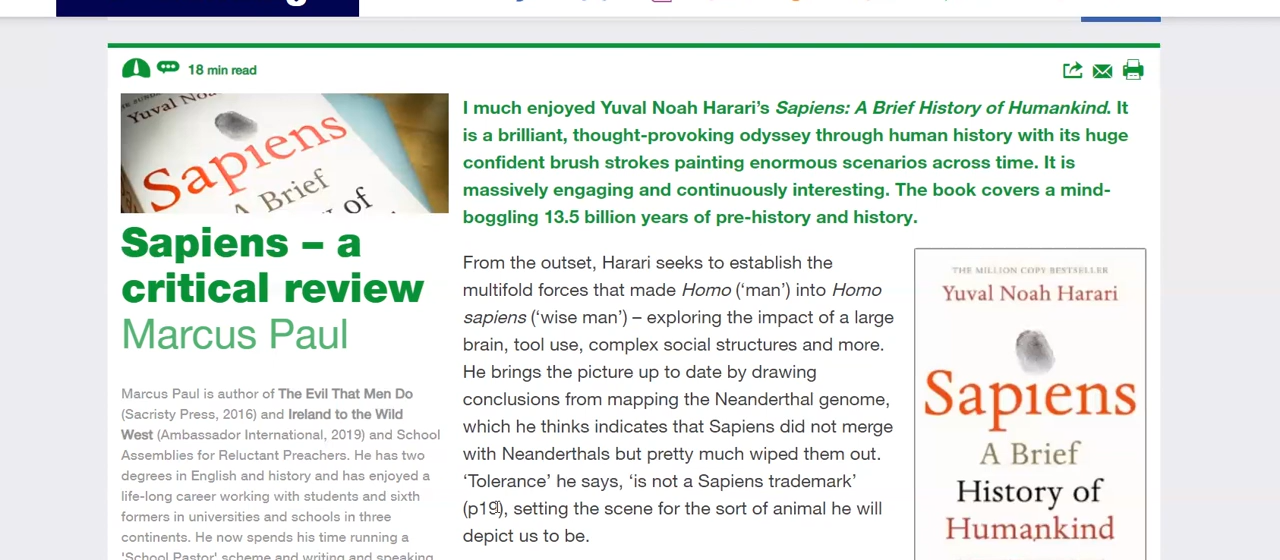 18 min read
Yuval Noa
Sapiens
A Brief
of
Sapiens – a
critical review
Marcus Paul
Marcus Paul is author of The Evil That Men Do
(Sacristy Press, 2016) and Ireland to the Wild
West (Ambassador International, 2019) and School
Assemblies for Reluctant Preachers. He has two
degrees in English and history and has enjoyed a
life-long career working with students and sixth
formers in universities and schools in three
continents. He now spends his time running a
'School Pastor' scheme and writing and speaking
I much enjoyed Yuval Noah Harari’s Sapiens: A Brief History of Humankind. It
is a brilliant, thought-provoking odyssey through human history with its huge
confident brush strokes painting enormous scenarios across time. It is
massively engaging and continuously interesting. The book covers a mind-
boggling 13.5 billion years of pre-history and history.
From the outset, Harari seeks to establish the
multifold forces that made Homo (‘man’) into Homo
sapiens (‘wise man’) – exploring the impact of a large
brain, tool use, complex social structures and more.
He brings the picture up to date by drawing
conclusions from mapping the Neanderthal genome,
which he thinks indicates that Sapiens did not merge
with Neanderthals but pretty much wiped them out.
‘Tolerance’ he says, ‘is not a Sapiens trademark’
(p19), setting the scene for the sort of animal he will
depict us to be.
THE MILLION COPY BESTSELLER
Yuval Noah Harari
Sapiens
A Brief
History of
Humankind